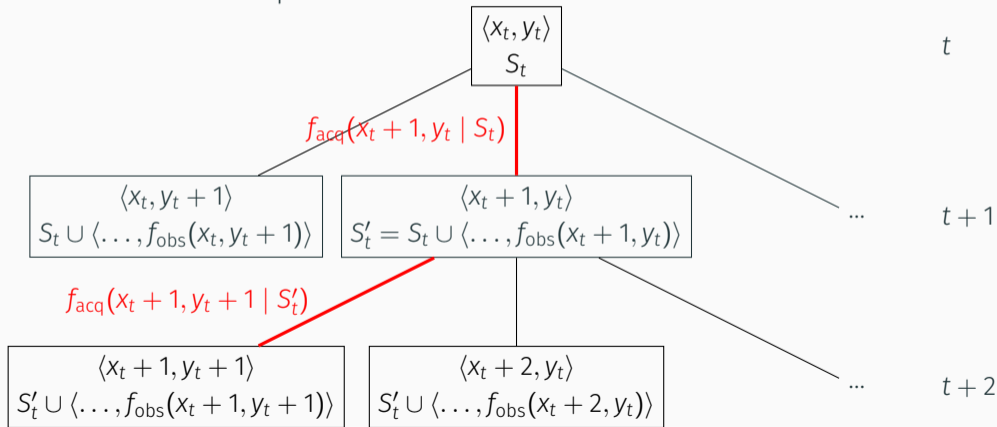 ⟨x_t, y_t⟩ t
S_t
f_acq(x_t + 1, y_t | S_t)
⟨x_t, y_t + 1⟩ ⟨x_t + 1, y_t⟩
S_t ∪ ⟨..., f_obs(x_t, y_t + 1)⟩ S′_t = S_t ∪ ⟨..., f_obs(x_t + 1, y_t)⟩ ... t + 1
f_acq(x_t + 1, y_t + 1 | S′_t)
⟨x_t + 1, y_t + 1⟩ ⟨x_t + 2, y_t⟩
S′_t ∪ ⟨..., f_obs(x_t + 1, y_t + 1)⟩ S′_t ∪ ⟨..., f_obs(x_t + 2, y_t)⟩ ... t + 2